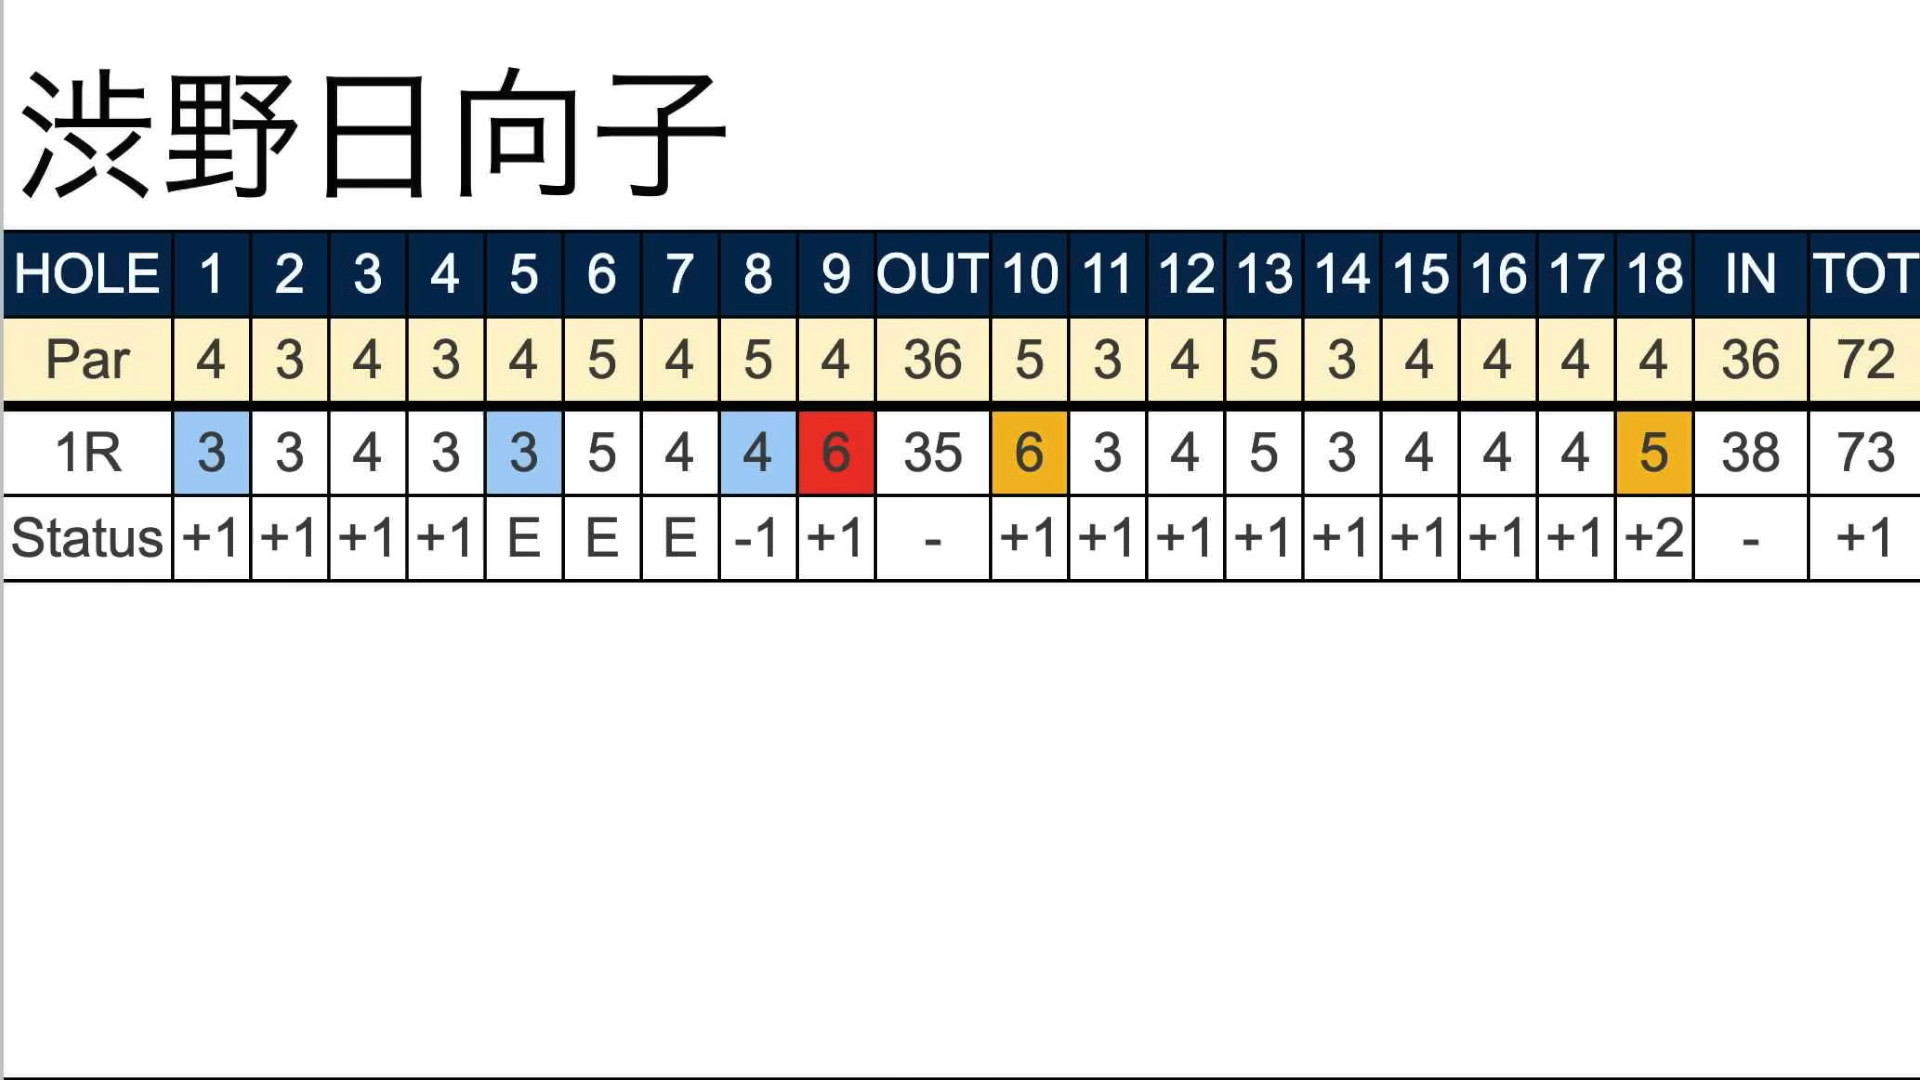 渋野日向子
HOLE 1 2 3 4 5 6 7 8 9 OUT 10 11 12 13 14 15 16 17 18 IN TOT
Par 4 3 4 3 4 5 4 5 4 36 5 3 4 5 3 4 4 4 4 36 72
1R 3 3 4 3 3 5 4 4 6 35 6 3 4 5 3 4 4 4 5 38 73
Status +1 +1 +1 +1 E E E -1 +1 - +1 +1 +1 +1 +1 +1 +1 +1 +2 - +1